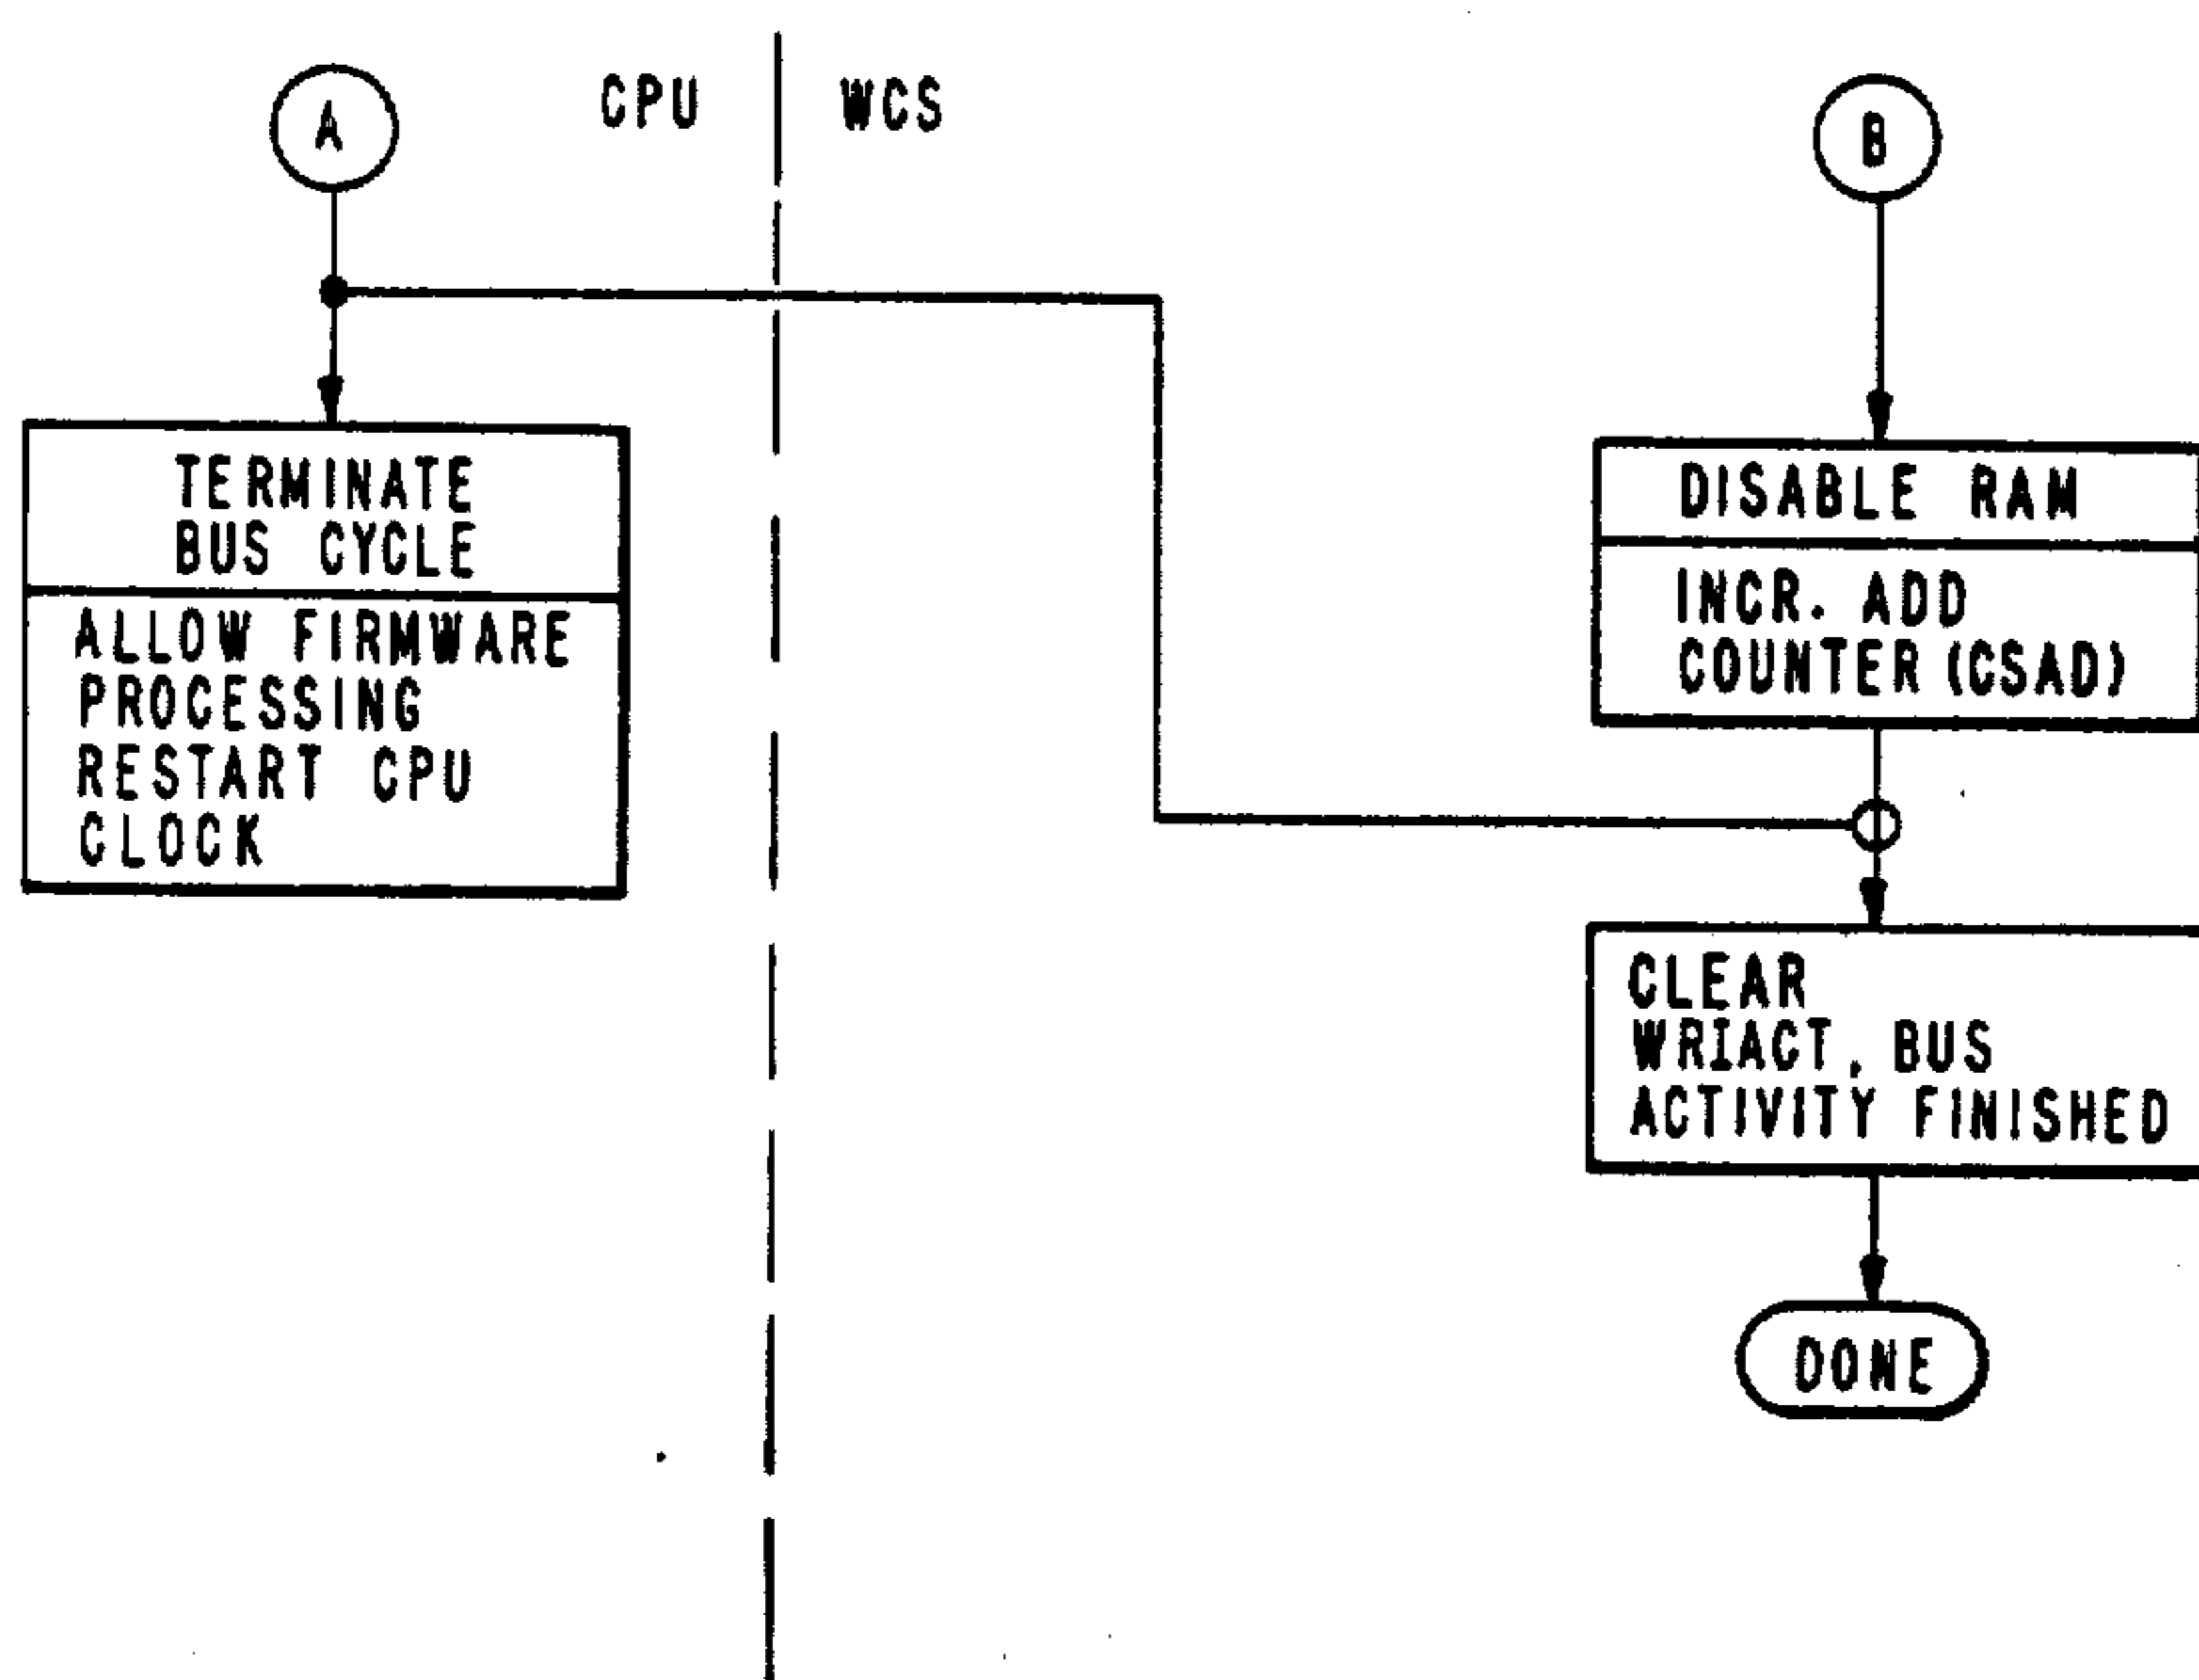 A
CPU
WCS
B
TERMINATE
BUS CYCLE
ALLOW FIRMWARE
PROCESSING
RESTART CPU
CLOCK
DISABLE RAM
INCR. ADD
COUNTER (CSAD)
CLEAR
WRIACT, BUS
ACTIVITY FINISHED
DONE